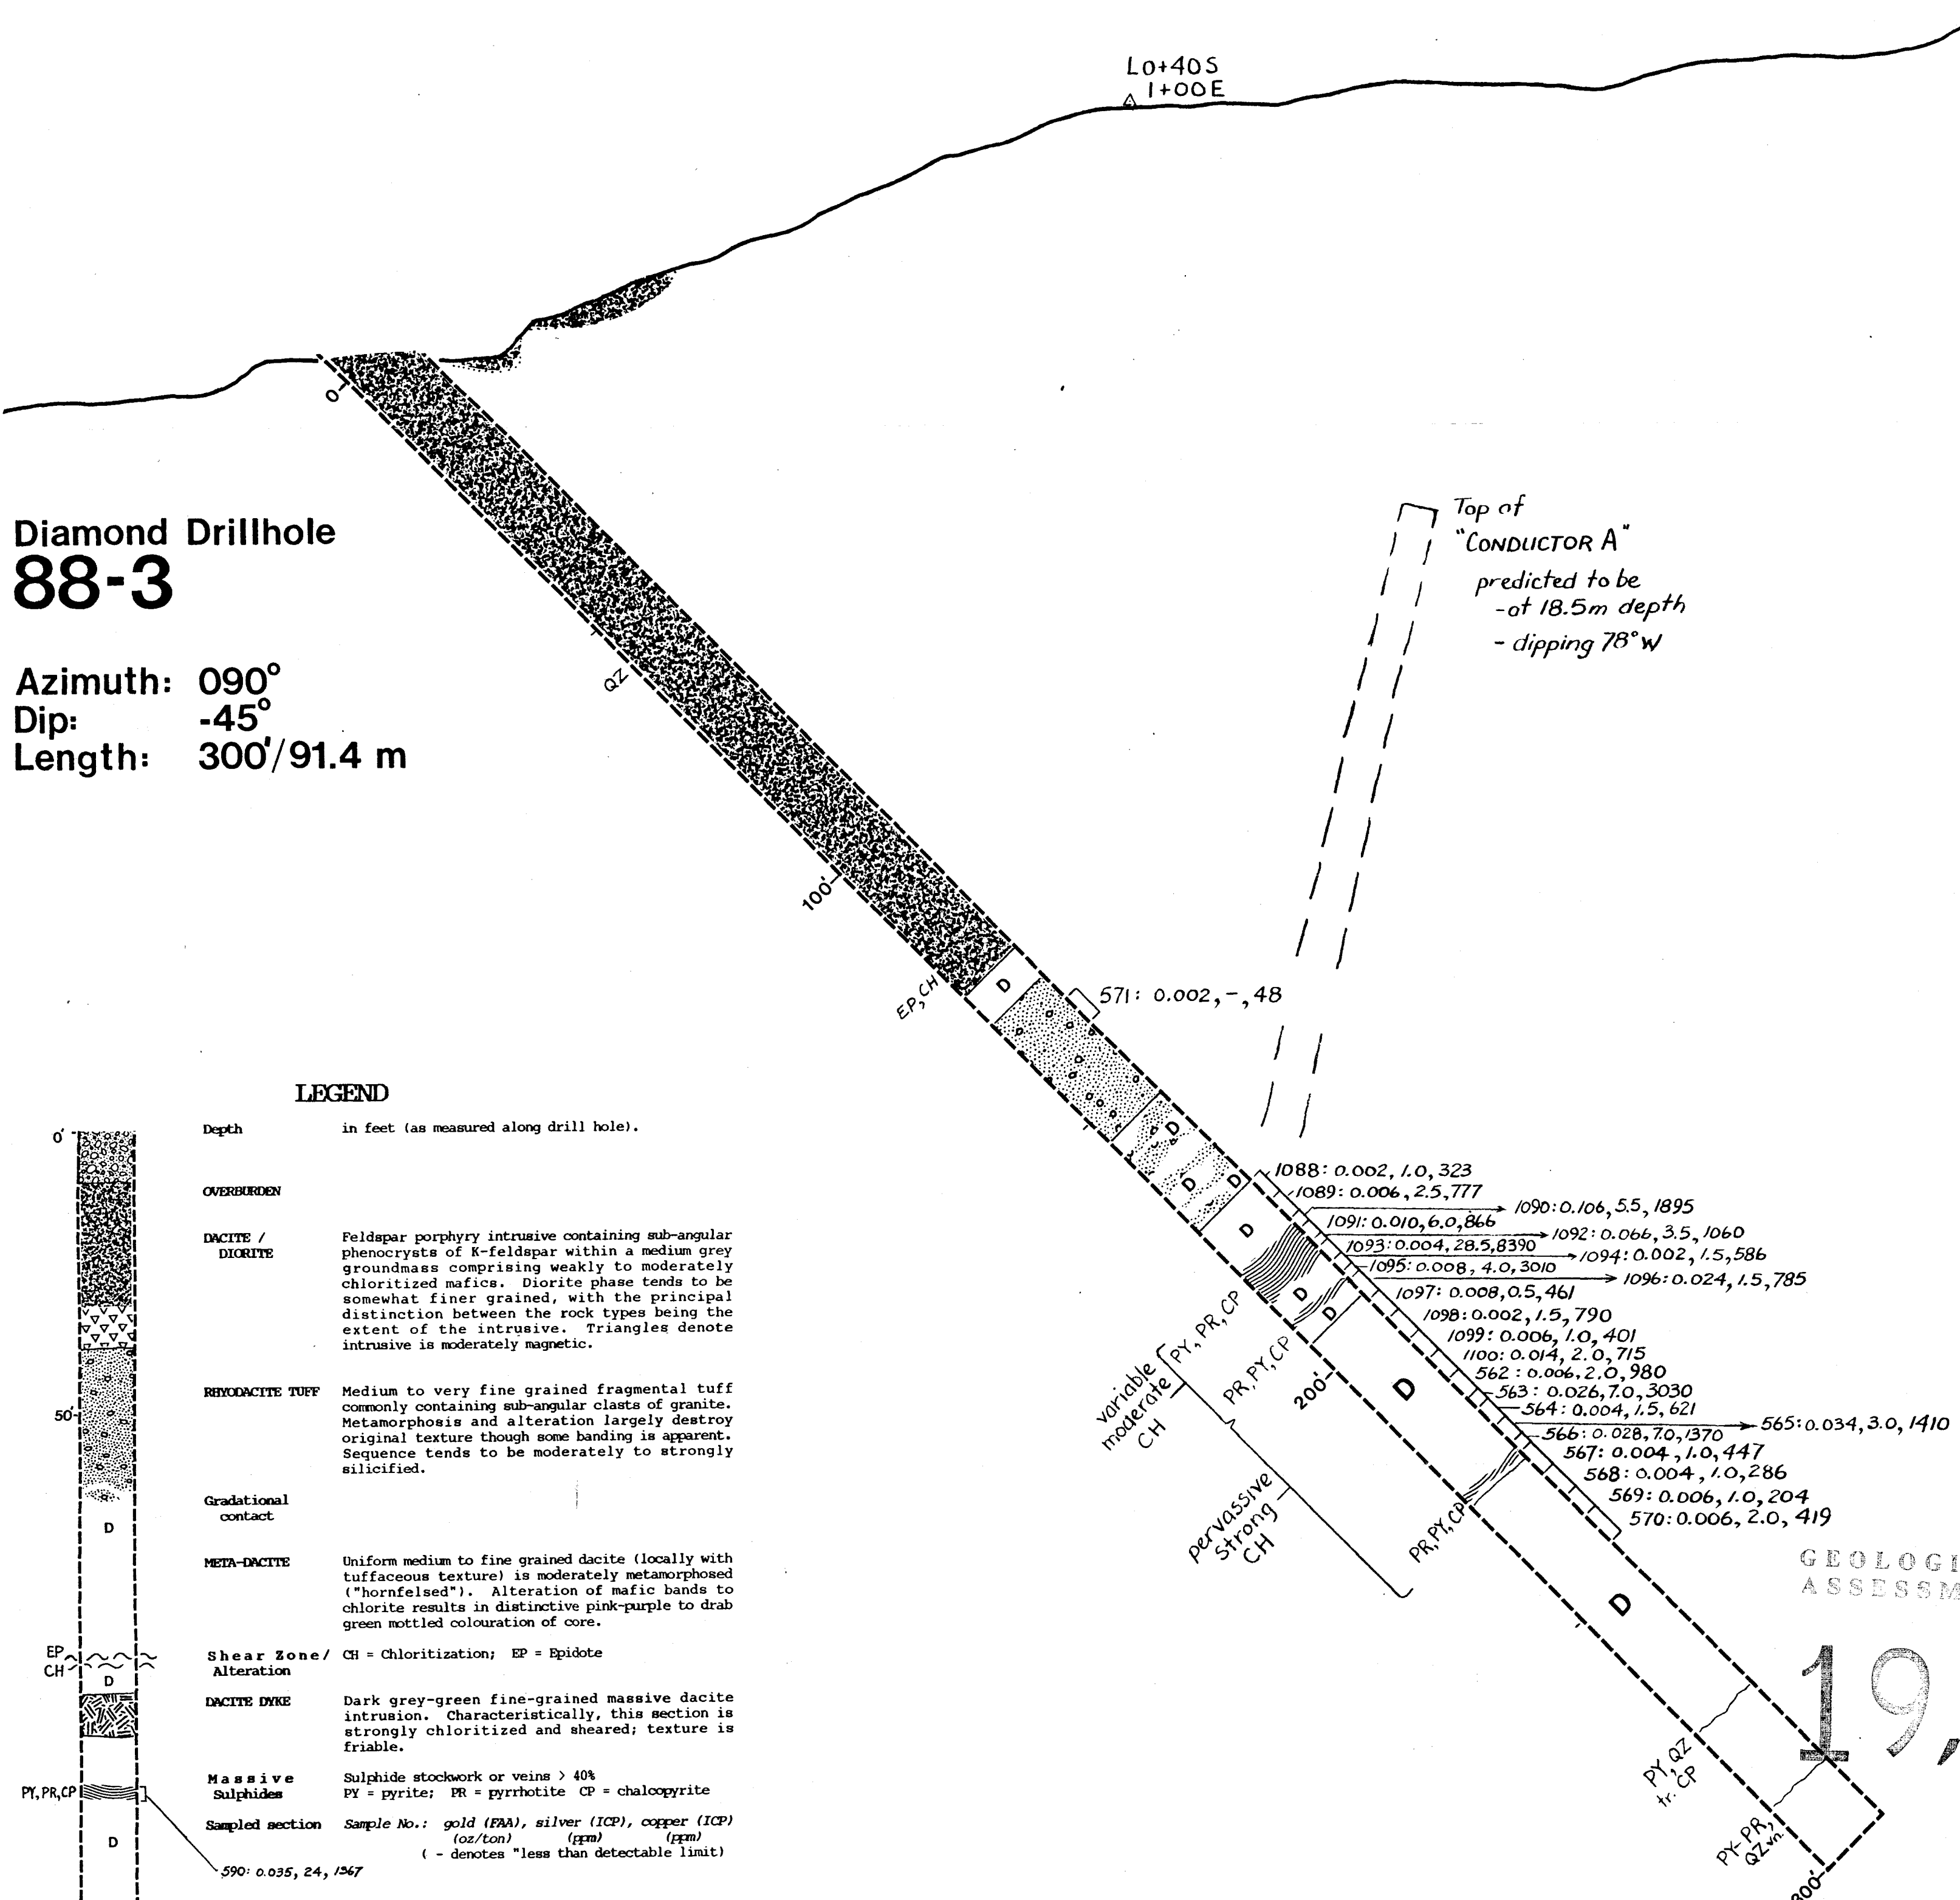 L0+40S
1+00E
0
Diamond Drillhole
88-3
Azimuth: 090°
Dip: -45°
Length: 300'/91.4 m
Top of
"CONDUCTOR A"
predicted to be
-at 18.5m depth
- dipping 78° W
QZ
100'
EP, CH
D
571: 0.002, -, 48
D
D
D
D
1088: 0.002, 1.0, 323
1089: 0.006, 2.5, 777
1090: 0.106, 5.5, 1895
1091: 0.010, 6.0, 866
1092: 0.066, 3.5, 1060
1093: 0.004, 28.5, 8390
1094: 0.002, 1.5, 586
1095: 0.008, 4.0, 3010
1096: 0.024, 1.5, 785
1097: 0.008, 0.5, 461
1098: 0.002, 1.5, 790
1099: 0.006, 1.0, 401
1100: 0.014, 2.0, 715
562: 0.006, 2.0, 980
563: 0.026, 7.0, 3030
564: 0.004, 1.5, 621
565: 0.034, 3.0, 1410
566: 0.028, 7.0, 1370
567: 0.004, 1.0, 447
568: 0.004, 1.0, 286
569: 0.006, 1.0, 204
570: 0.006, 2.0, 419
D
D
PY, PR, CP
PR, PY, CP
variable
moderate
CH
200'
D
pervassive
strong
CH
PR, PY, CP
D
PY, QZ
tr. CP
PY-PR,
QZ vn.
300'
GEOLOGI
ASSESSM
19,
LEGEND
0'
Depth in feet (as measured along drill hole).
OVERBURDEN
DACITE / Feldspar porphyry intrusive containing sub-angular
DIORITE phenocrysts of K-feldspar within a medium grey
groundmass comprising weakly to moderately
chloritized mafics. Diorite phase tends to be
somewhat finer grained, with the principal
distinction between the rock types being the
extent of the intrusive. Triangles denote
intrusive is moderately magnetic.
RHYODACITE TUFF Medium to very fine grained fragmental tuff
commonly containing sub-angular clasts of granite.
50' Metamorphosis and alteration largely destroy
original texture though some banding is apparent.
Sequence tends to be moderately to strongly
silicified.
Gradational
contact
D
META-DACITE Uniform medium to fine grained dacite (locally with
tuffaceous texture) is moderately metamorphosed
("hornfelsed"). Alteration of mafic bands to
chlorite results in distinctive pink-purple to drab
green mottled colouration of core.
EP
CH
Shear Zone/ CH = Chloritization; EP = Epidote
Alteration
D
DACITE DYKE Dark grey-green fine-grained massive dacite
intrusion. Characteristically, this section is
strongly chloritized and sheared; texture is
friable.
Massive Sulphide stockwork or veins > 40%
PY, PR, CP Sulphides PY = pyrite; PR = pyrrhotite CP = chalcopyrite
Sampled section Sample No.: gold (FAA), silver (ICP), copper (ICP)
(oz/ton) (ppm) (ppm)
D
( - denotes "less than detectable limit)
590: 0.035, 24, 1367